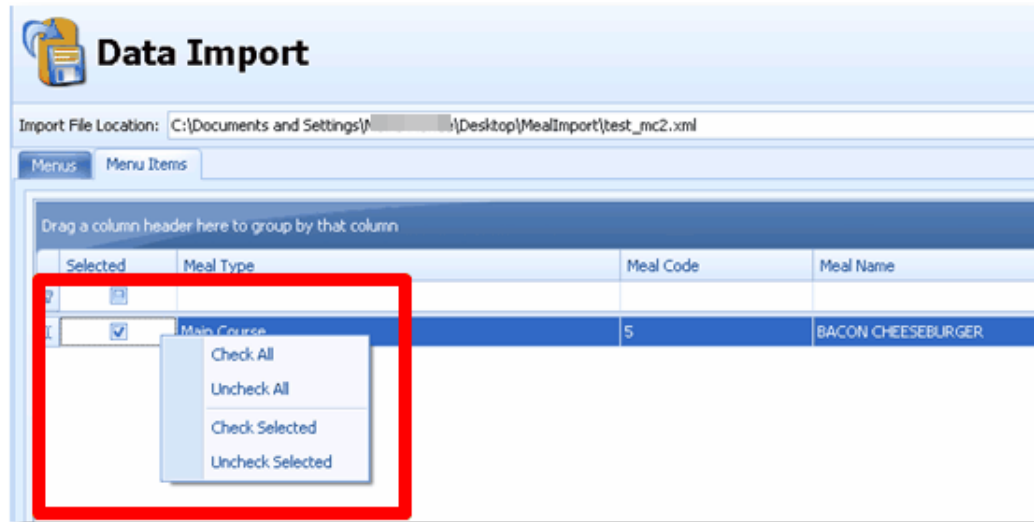 Data Import
Import File Location: C:\Documents and Settings\ \Desktop\MealImport\test_mc2.xml
Menus Menu Items
Drag a column header here to group by that column
Selected Meal Type Meal Code Meal Name
Main Course 5 BACON CHEESEBURGER
Check All
Uncheck All
Check Selected
Uncheck Selected